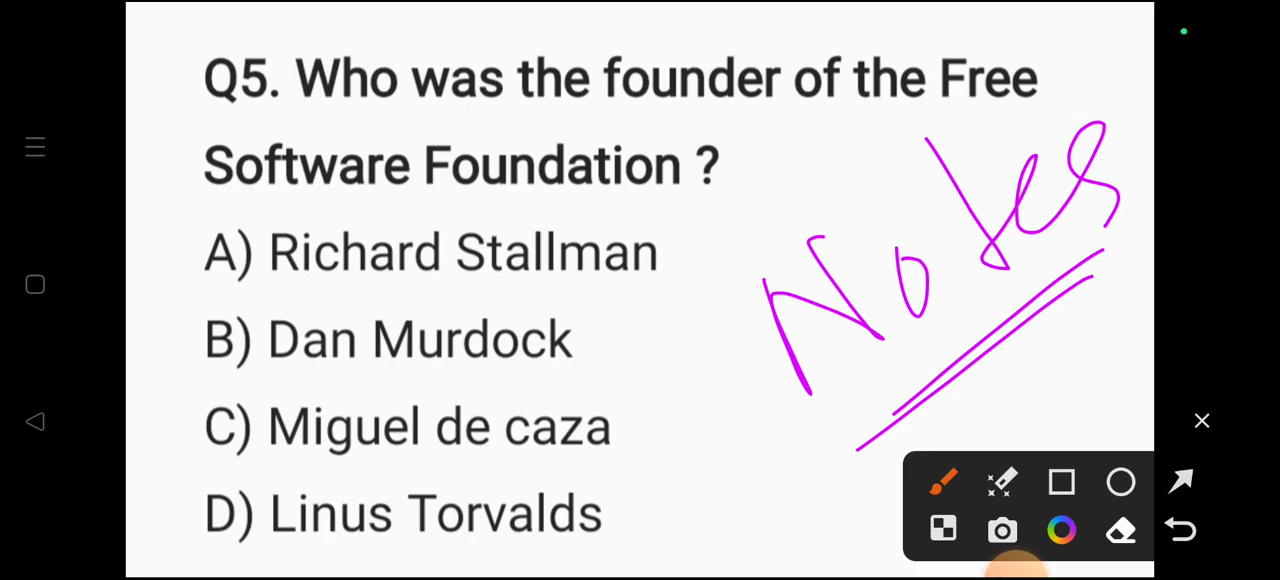 Q5. Who was the founder of the Free
Software Foundation ?
A) Richard Stallman
B) Dan Murdock
C) Miguel de caza
D) Linus Torvalds
Notes